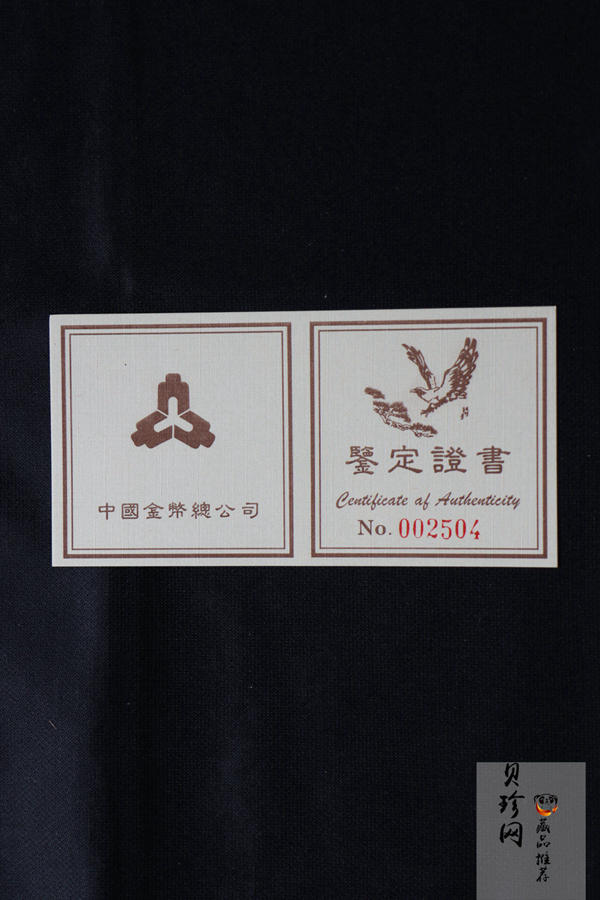 中國金幣總公司
鑒定證書
Centificate af Authenticity
No. 002504
贝珍网
藏品推荐